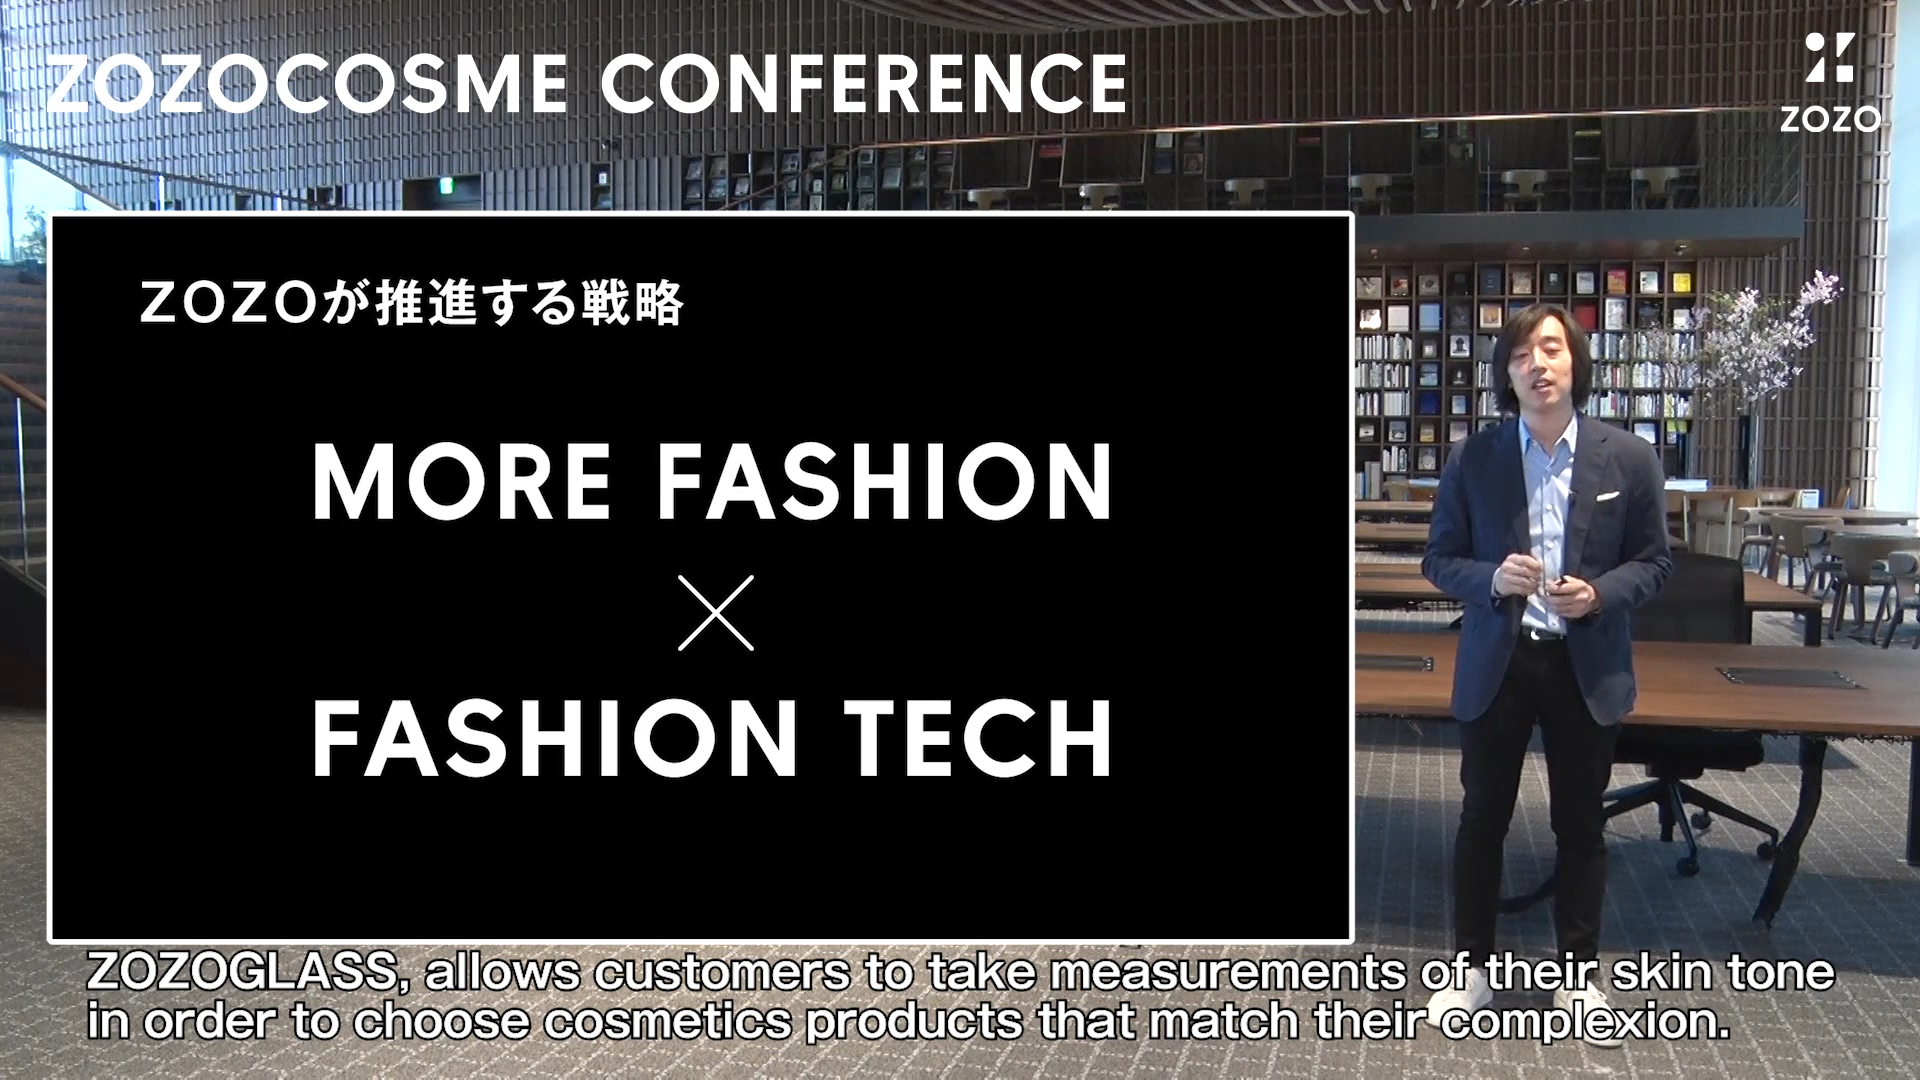 ZOZOCOSME CONFERENCE
ZOZO
ZOZOが推進する戦略
MORE FASHION
×
FASHION TECH
ZOZOGLASS, allows customers to take measurements of their skin tone
in order to choose cosmetics products that match their complexion.